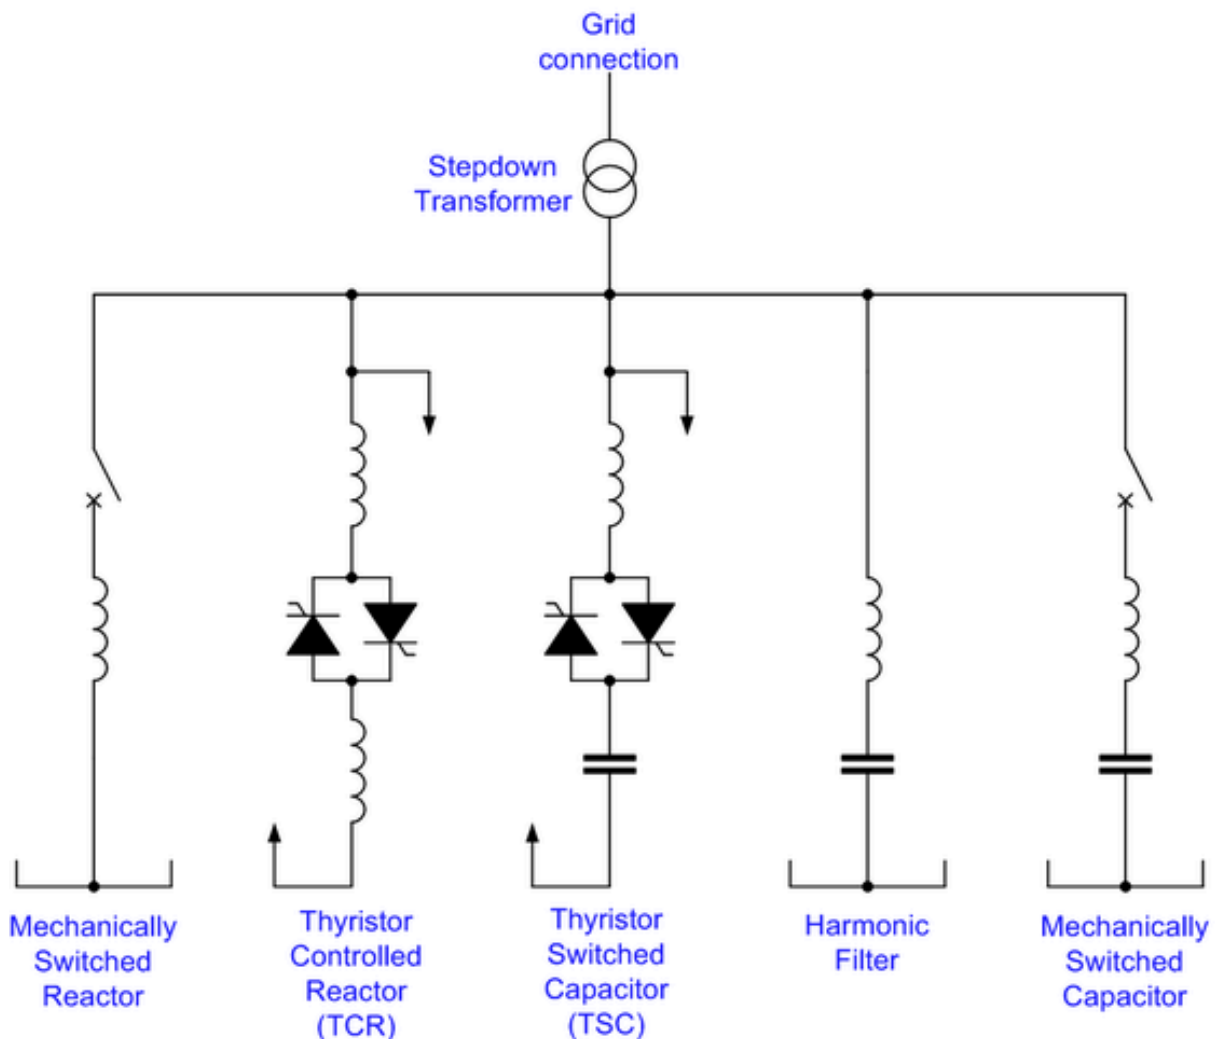 Grid
connection
Stepdown
Transformer
Mechanically
Switched
Reactor
Thyristor
Controlled
Reactor
(TCR)
Thyristor
Switched
Capacitor
(TSC)
Harmonic
Filter
Mechanically
Switched
Capacitor